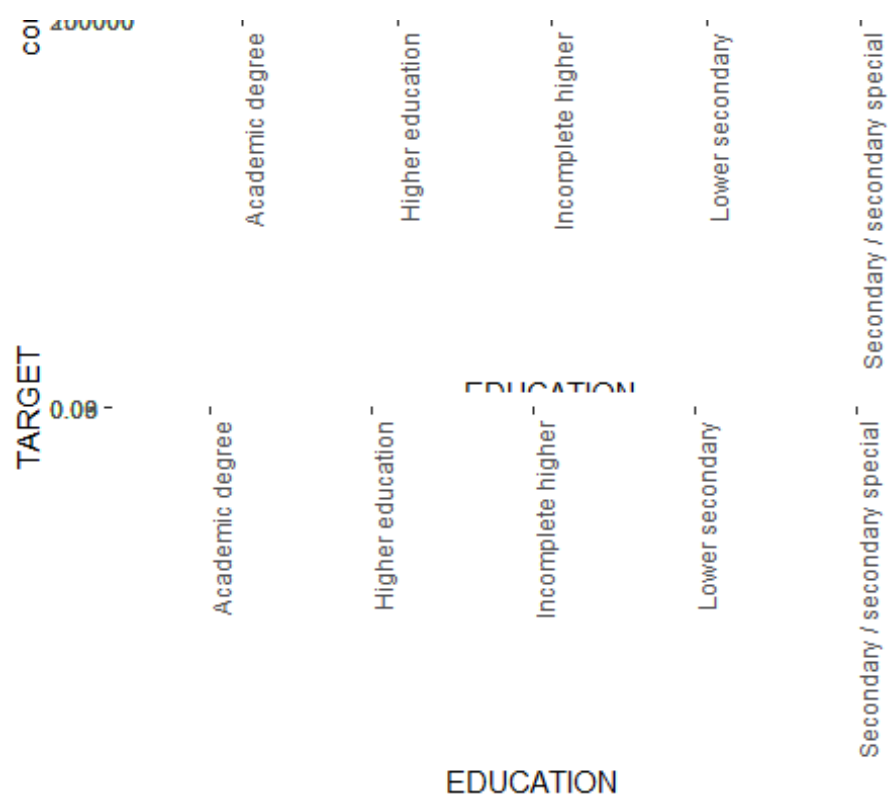 Academic degree
Higher education
Incomplete higher
Lower secondary
Secondary / secondary special
EDUCATION
TARGET
Academic degree
Higher education
Incomplete higher
Lower secondary
Secondary / secondary special
EDUCATION